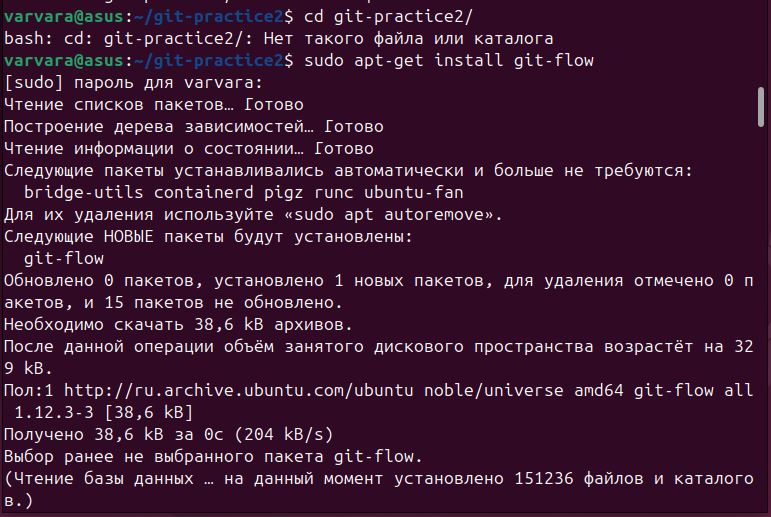 varvara@asus:~/git-practice2$ cd git-practice2/
bash: cd: git-practice2/: Нет такого файла или каталога
varvara@asus:~/git-practice2$ sudo apt-get install git-flow
[sudo] пароль для varvara:
Чтение списков пакетов… Готово
Построение дерева зависимостей… Готово
Чтение информации о состоянии… Готово
Следующие пакеты устанавливались автоматически и больше не требуются:
  bridge-utils containerd pigz runc ubuntu-fan
Для их удаления используйте «sudo apt autoremove».
Следующие НОВЫЕ пакеты будут установлены:
  git-flow
Обновлено 0 пакетов, установлено 1 новых пакетов, для удаления отмечено 0 п
акетов, и 15 пакетов не обновлено.
Необходимо скачать 38,6 kB архивов.
После данной операции объём занятого дискового пространства возрастёт на 32
9 kB.
Пол:1 http://ru.archive.ubuntu.com/ubuntu noble/universe amd64 git-flow all
 1.12.3-3 [38,6 kB]
Получено 38,6 kB за 0с (204 kB/s)
Выбор ранее не выбранного пакета git-flow.
(Чтение базы данных … на данный момент установлено 151236 файлов и каталого
в.)